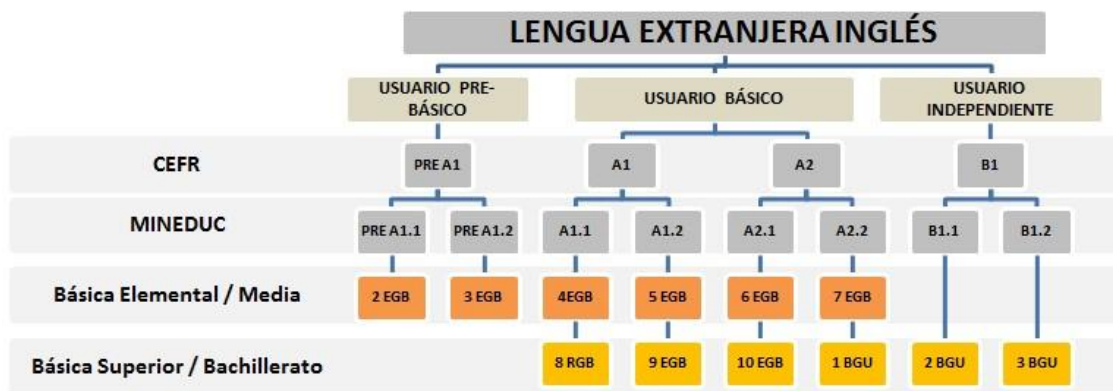 LENGUA EXTRANJERA INGLÉS
USUARIO PRE-
BÁSICO
USUARIO BÁSICO
USUARIO
INDEPENDIENTE
CEFR
PRE A1
A1
A2
B1
MINEDUC
PRE A1.1
PRE A1.2
A1.1
A1.2
A2.1
A2.2
B1.1
B1.2
Básica Elemental / Media
2 EGB
3 EGB
4EGB
5 EGB
6 EGB
7 EGB
Básica Superior / Bachillerato
8 RGB
9 EGB
10 EGB
1 BGU
2 BGU
3 BGU